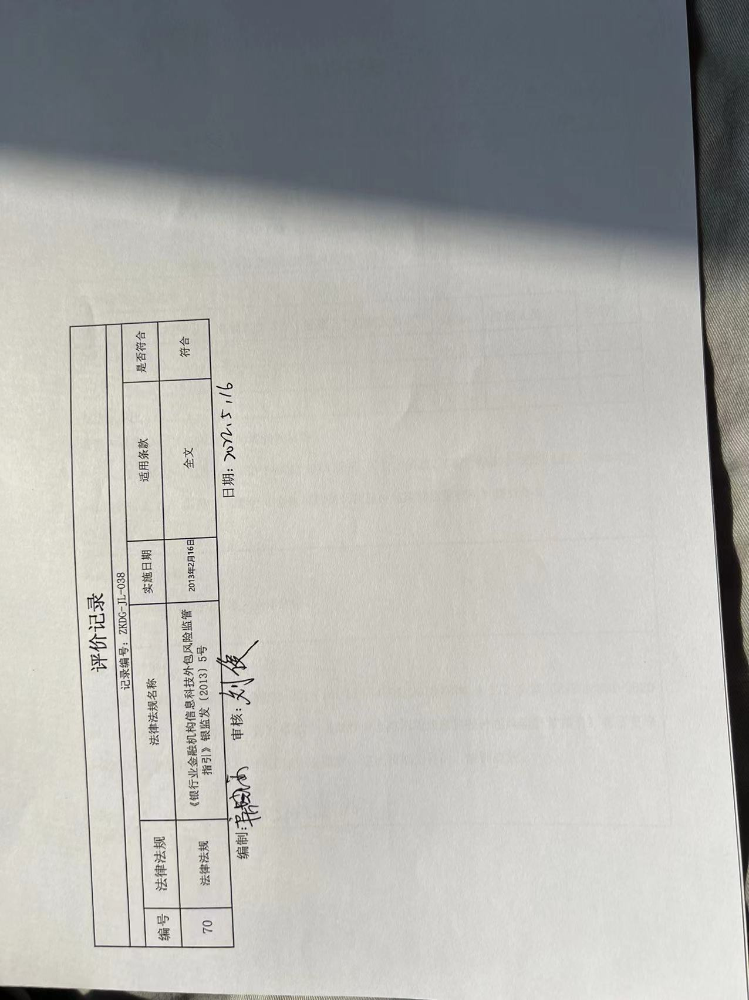 评价记录
记录编号：ZKDG-JL-038
编号 法律法规 法律法规名称 实施日期 适用条款 是否符合
70 法律法规 《银行业金融机构信息科技外包风险监管 2013年2月16日 全文 符合
指引》银监发〔2013〕5号
编制： 审核：刘俊 日期：2022.5.16